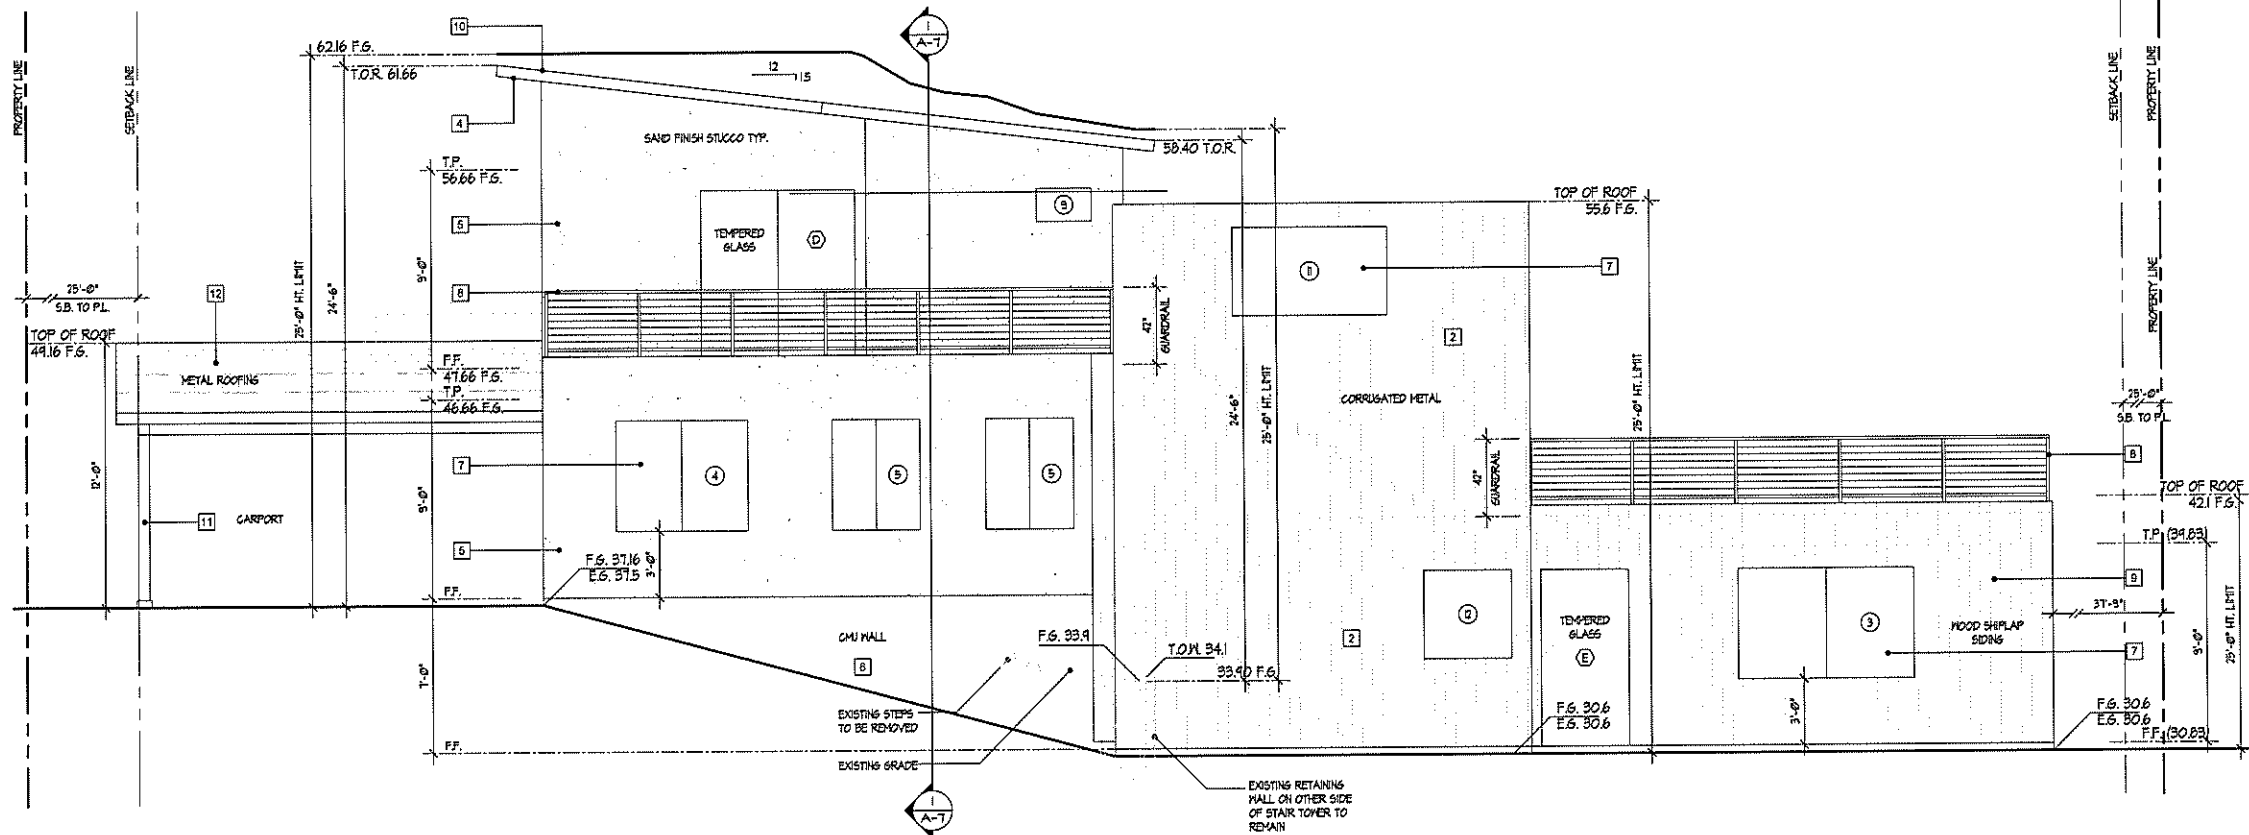 PROPERTY LINE
SETBACK LINE
10
1
A-7
SETBACK LINE
PROPERTY LINE
62.16 F.G.
T.O.R. 61.66
12
1.5
4
SAND FINISH STUCCO TYP.
58.40 T.O.R.
T.P.
56.66 F.G.
TOP OF ROOF
55.6 F.G.
9
5
TEMPERED
GLASS
D
11
7
PROPERTY LINE
9'-0"
25'-0" HT. LIMIT
24'-6"
25'-0"
S.B. TO P.L.
12
8
42"
GUARDRAIL
TOP OF ROOF
49.16 F.G.
2
F.F.
47.66 F.G.
METAL ROOFING
T.P.
46.66 F.G.
24'-6"
25'-0" HT. LIMIT
CORRUGATED METAL
25'-0" HT. LIMIT
25'-0"
S.B. TO P.L.
12'-0"
9'-0"
7
4
5
5
42"
GUARDRAIL
8
TOP OF ROOF
42.1 F.G.
11
CARPORT
5
T.P. (39.83)
F.G. 37.16
E.G. 37.5
3'-0"
9
F.F.
12
TEMPERED
GLASS
E
3
WOOD SHIPLAP
SIDING
37'-9"
9'-0"
25'-0" HT. LIMIT
CMU WALL
6
F.G. 33.9
T.O.W. 34.1
33.90 F.G.
2
7
7'-0"
EXISTING STEPS
TO BE REMOVED
3'-0"
F.G. 30.6
E.G. 30.6
F.G. 30.6
E.G. 30.6
F.F. (30.83)
F.F.
EXISTING GRADE
1
A-7
EXISTING RETAINING
WALL ON OTHER SIDE
OF STAIR TOWER TO
REMAIN